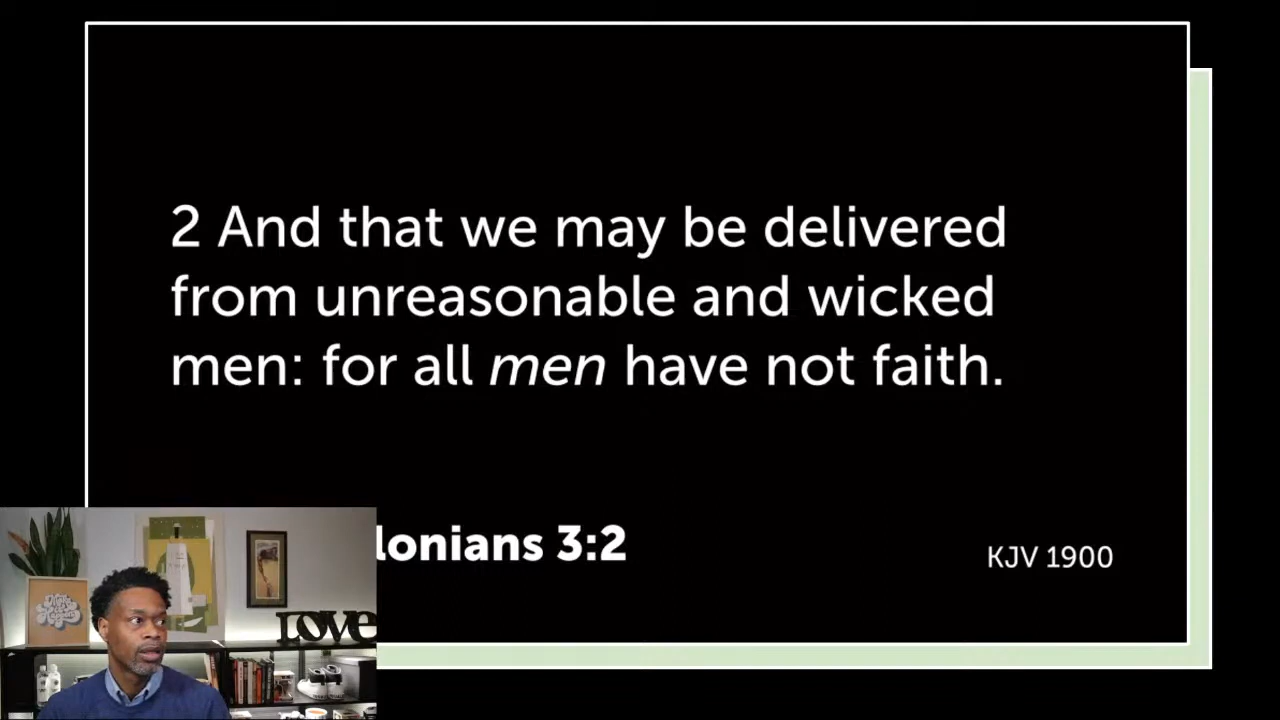 2 And that we may be delivered
from unreasonable and wicked
men: for all men have not faith.
lonians 3:2
KJV 1900
love